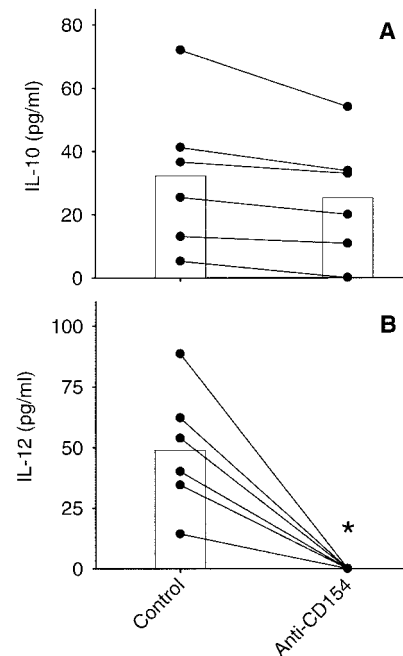 A
IL-10 (pg/ml)
80
60
40
20
0
B
IL-12 (pg/ml)
100
75
50
25
0
*
Control
Anti-CD154